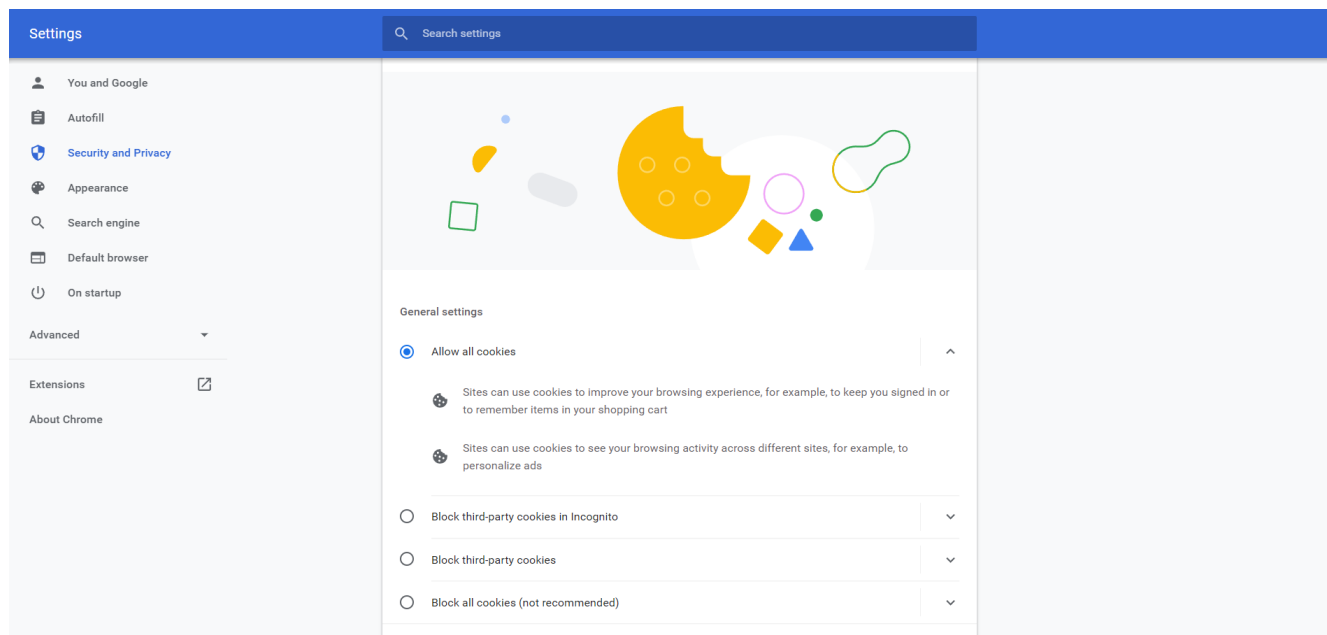 Settings
Search settings
You and Google
Autofill
Security and Privacy
Appearance
Search engine
Default browser
On startup
Advanced
Extensions
About Chrome
General settings
Allow all cookies
Sites can use cookies to improve your browsing experience, for example, to keep you signed in or
to remember items in your shopping cart
Sites can use cookies to see your browsing activity across different sites, for example, to
personalize ads
Block third-party cookies in Incognito
Block third-party cookies
Block all cookies (not recommended)